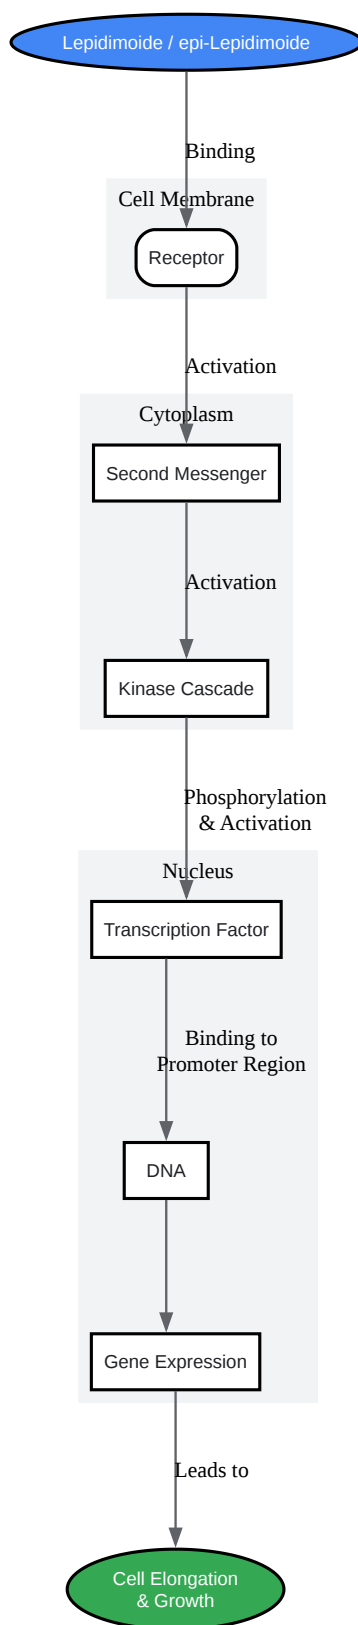 Lepidimoide / epi-Lepidimoide
Binding
Cell Membrane
Receptor
Activation
Cytoplasm
Second Messenger
Activation
Kinase Cascade
Phosphorylation
& Activation
Nucleus
Transcription Factor
Binding to
Promoter Region
DNA
Gene Expression
Leads to
Cell Elongation
& Growth